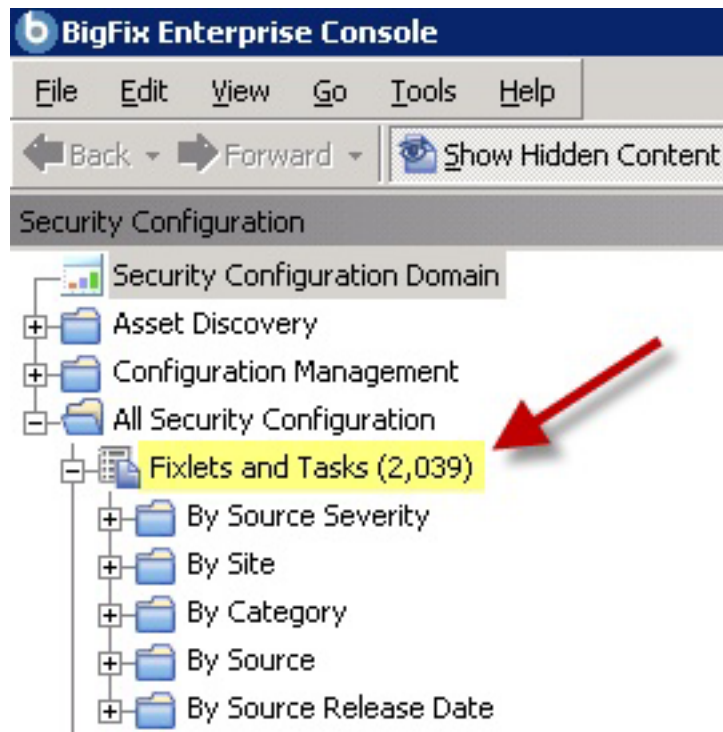 BigFix Enterprise Console
File Edit View Go Tools Help
Back Forward Show Hidden Content
Security Configuration
Security Configuration Domain
Asset Discovery
Configuration Management
All Security Configuration
Fixlets and Tasks (2,039)
By Source Severity
By Site
By Category
By Source
By Source Release Date